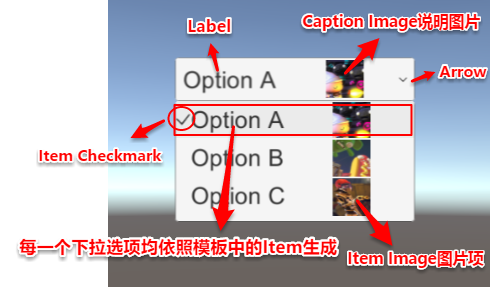 Label
Caption Image说明图片
Option A
Arrow
Option A
Item Checkmark
Option B
Option C
每一个下拉选项均依照模板中的Item生成
Item Image图片项